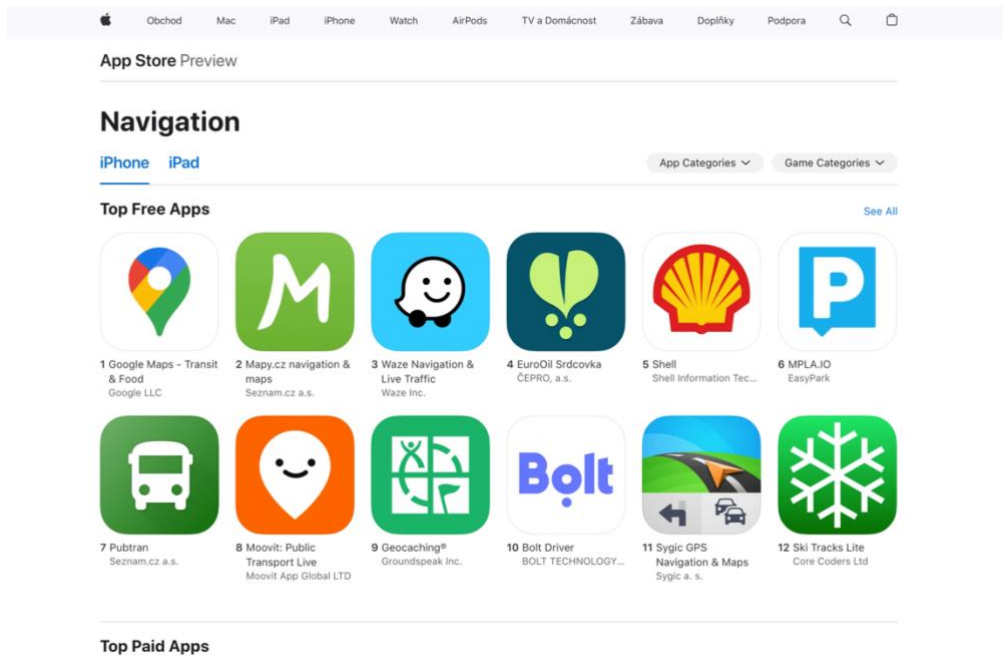 Obchod Mac iPad iPhone Watch AirPods TV a Domácnost Zábava Doplňky Podpora
App Store Preview
Navigation
iPhone iPad
App Categories Game Categories
Top Free Apps
See All
P
1 Google Maps - Transit
& Food
Google LLC
2 Mapy.cz navigation &
maps
Seznam.cz a.s.
3 Waze Navigation &
Live Traffic
Waze Inc.
4 EuroOil Srdcovka
ČEPRO, a.s.
5 Shell
Shell Information Tec...
6 MPLA.IO
EasyPark
Bolt
7 Pubtran
Seznam.cz a.s.
8 Moovit: Public
Transport Live
Moovit App Global LTD
9 Geocaching®
Groundspeak Inc.
10 Bolt Driver
BOLT TECHNOLOGY...
11 Sygic GPS
Navigation & Maps
Sygic a. s.
12 Ski Tracks Lite
Core Coders Ltd
Top Paid Apps